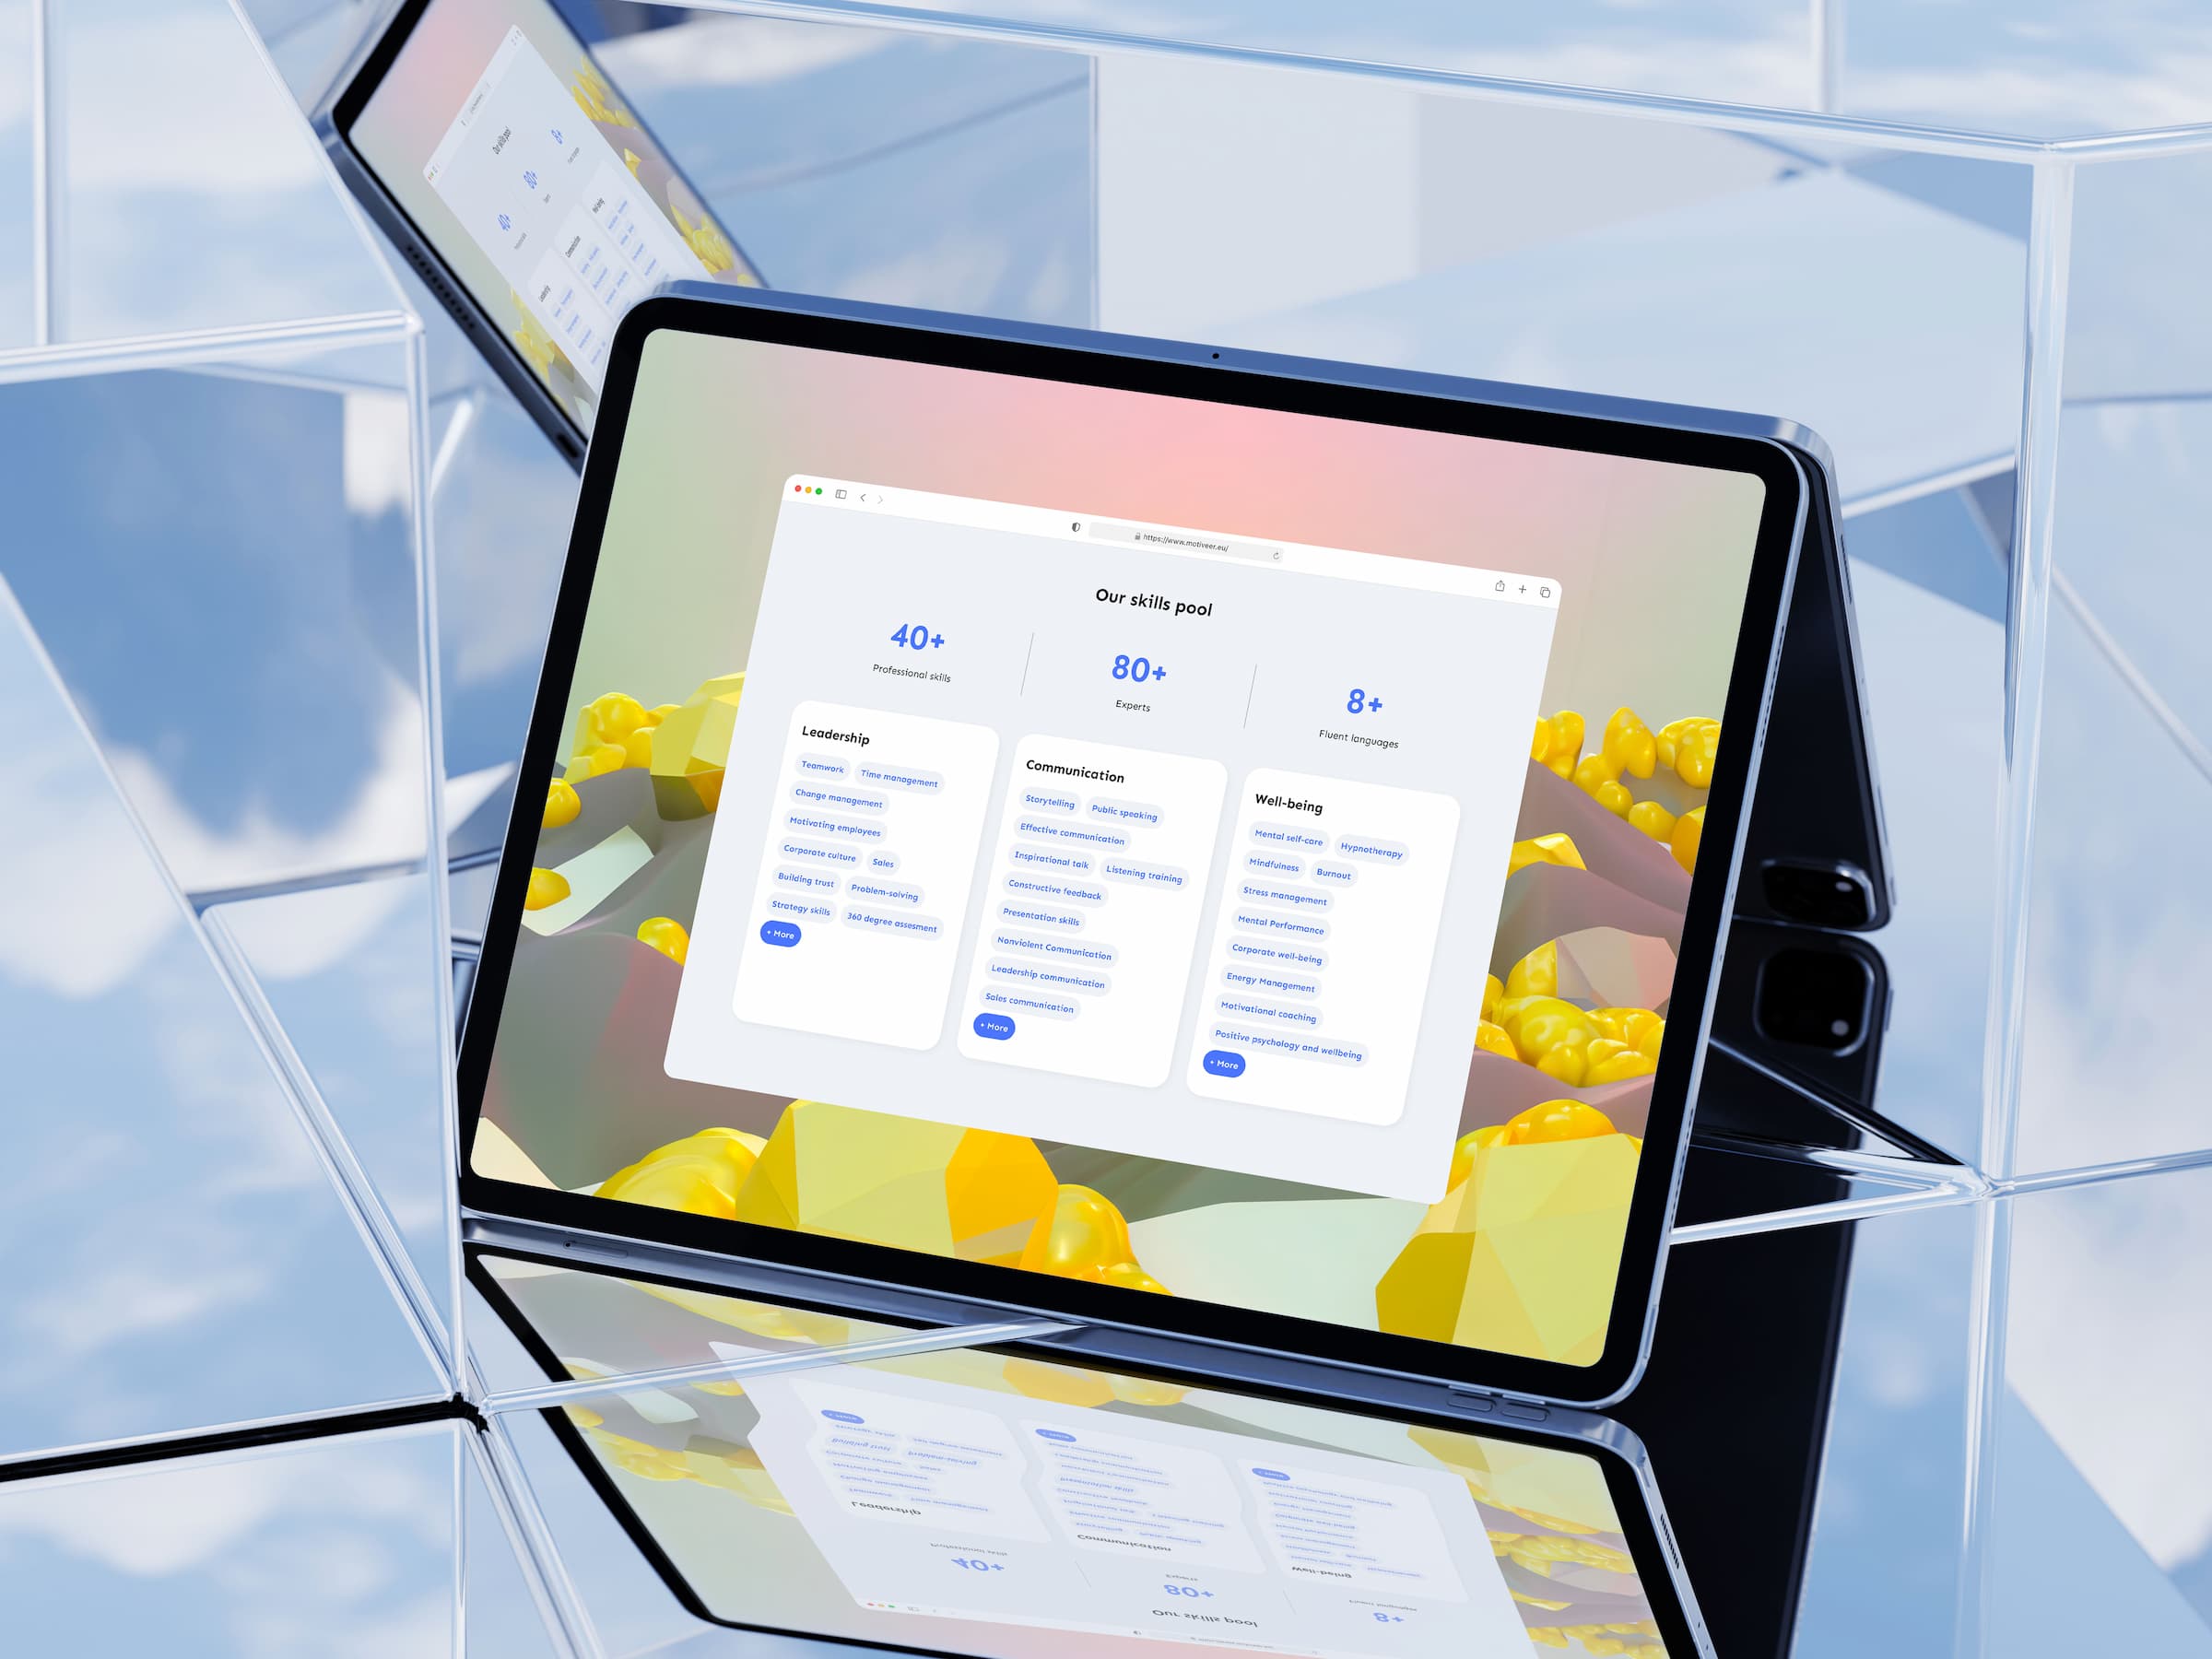 https://www.motiveer.eu/
Our skills pool
40+
Professional skills
80+
Experts
8+
Fluent languages
Leadership
Teamwork Time management
Change management
Motivating employees
Corporate culture Sales
Building trust Problem-solving
Strategy skills 360 degree assesment
+ More
Communication
Storytelling Public speaking
Effective communication
Inspirational talk Listening training
Constructive feedback
Presentation skills
Nonviolent Communication
Leadership communication
Sales communication
+ More
Well-being
Mental self-care Hypnotherapy
Mindfulness Burnout
Stress management
Mental Performance
Corporate well-being
Energy Management
Motivational coaching
Positive psychology and wellbeing
+ More